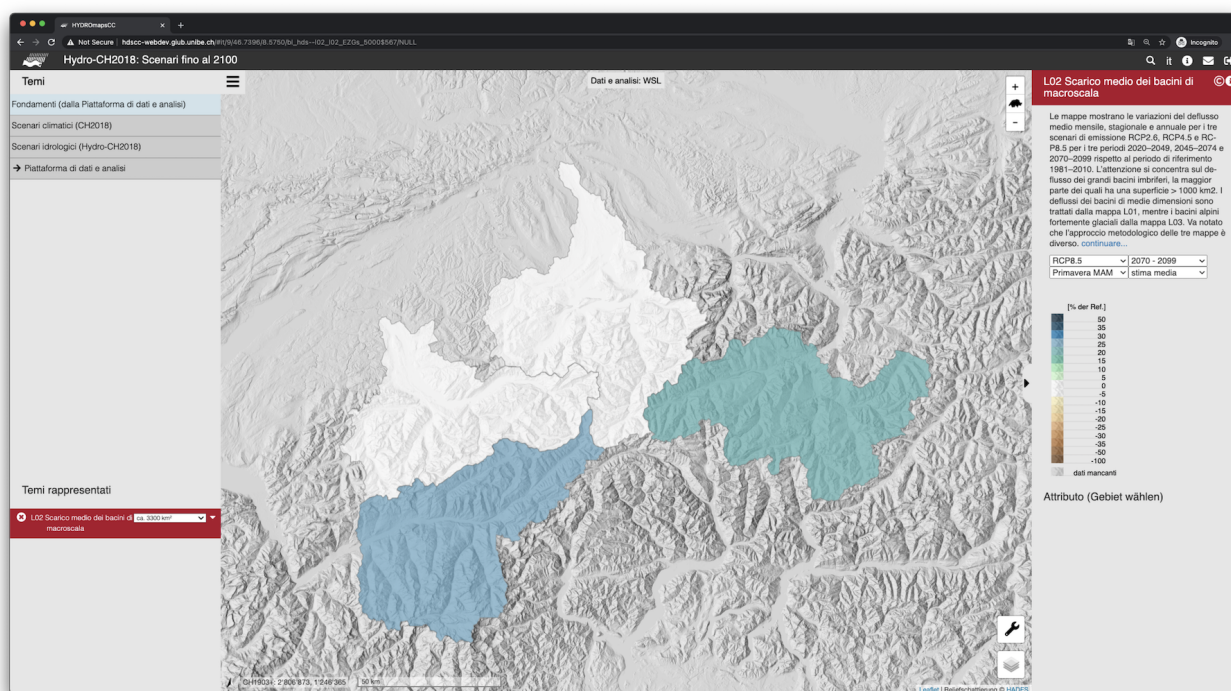 HYDROmapsCC
Not Secure | hdscc-webdev.giub.unibe.ch/#/it/9/46.7396/8.5750/bl_hds--l02_l02_EZGs_5000$567/NULL
Incognito
Hydro-CH2018: Scenari fino al 2100
it
Temi
Fondamenti (dalla Piattaforma di dati e analisi)
Scenari climatici (CH2018)
Scenari idrologici (Hydro-CH2018)
→ Piattaforma di dati e analisi
Temi rappresentati
L02 Scarico medio dei bacini di
macroscala
ca. 3300 km²
Dati e analisi: WSL
+
-
CH1903+: 2'806'873, 1'246'365
50 km
Leaflet | Reliefschattierung © HADES
L02 Scarico medio dei bacini di
macroscala
Le mappe mostrano le variazioni del deflusso
medio mensile, stagionale e annuale per i tre
scenari di emissione RCP2.6, RCP4.5 e RC-
P8.5 per i tre periodi 2020–2049, 2045–2074 e
2070–2099 rispetto al periodo di riferimento
1981–2010. L'attenzione si concentra sul de-
flusso dei grandi bacini imbriferi, la maggior
parte dei quali ha una superficie > 1000 km2. I
deflussi dei bacini di medie dimensioni sono
trattati dalla mappa L01, mentre i bacini alpini
fortemente glaciali dalla mappa L03. Va notato
che l'approccio metodologico delle tre mappe è
diverso. continuare...
RCP8.5 2070 - 2099
Primavera MAM stima media
[% der Ref.]
50
35
30
25
20
15
10
5
0
-5
-10
-15
-20
-25
-30
-35
-50
-100
dati mancanti
Attributo (Gebiet wählen)